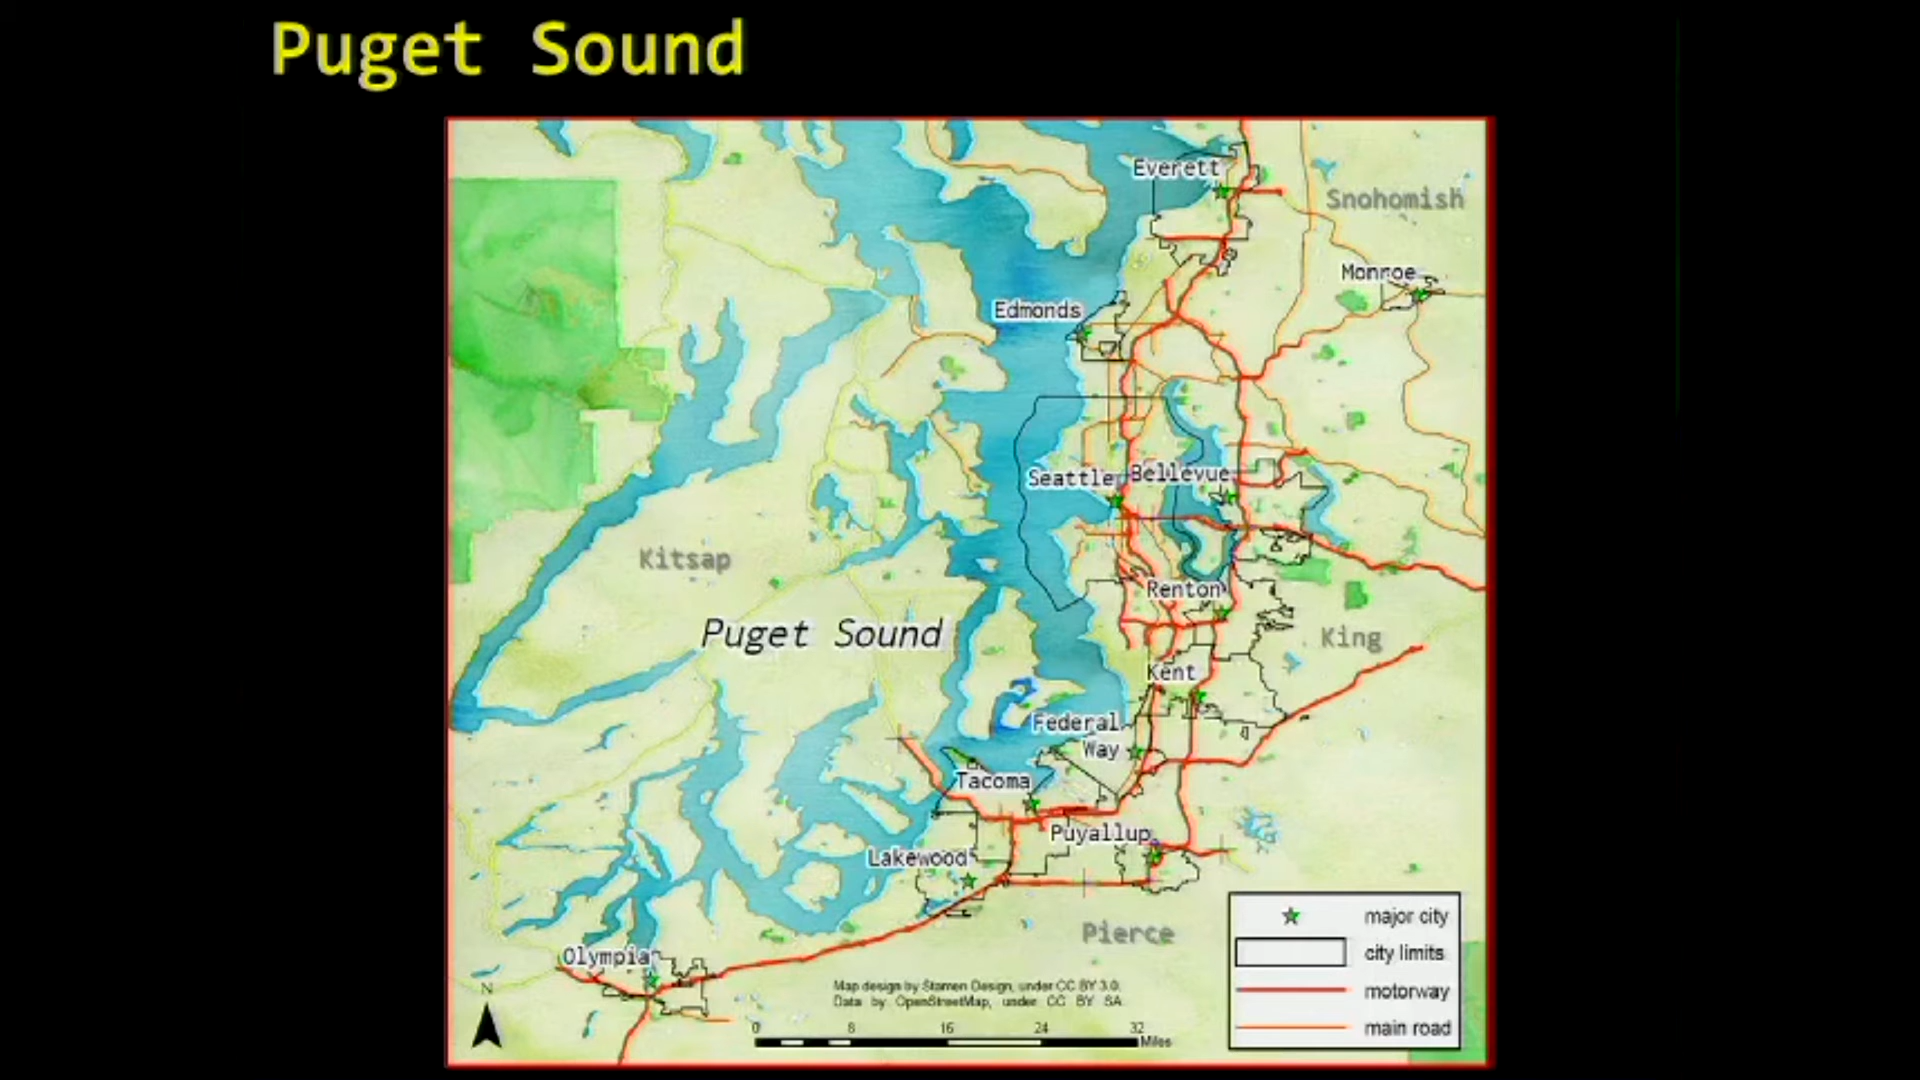 Puget Sound
Everett
Snohomish
Monroe
Edmonds
Seattle
Bellevue
Kitsap
Renton
Puget Sound
King
Kent
Federal
Way
Tacoma
Puyallup
Lakewood
Pierce
major city
city limits
Olympia
motorway
N
Map design by Stamen Design, under CC BY 3.0.
Data by OpenStreetMap, under CC BY SA.
main road
0 8 16 24 32
Miles